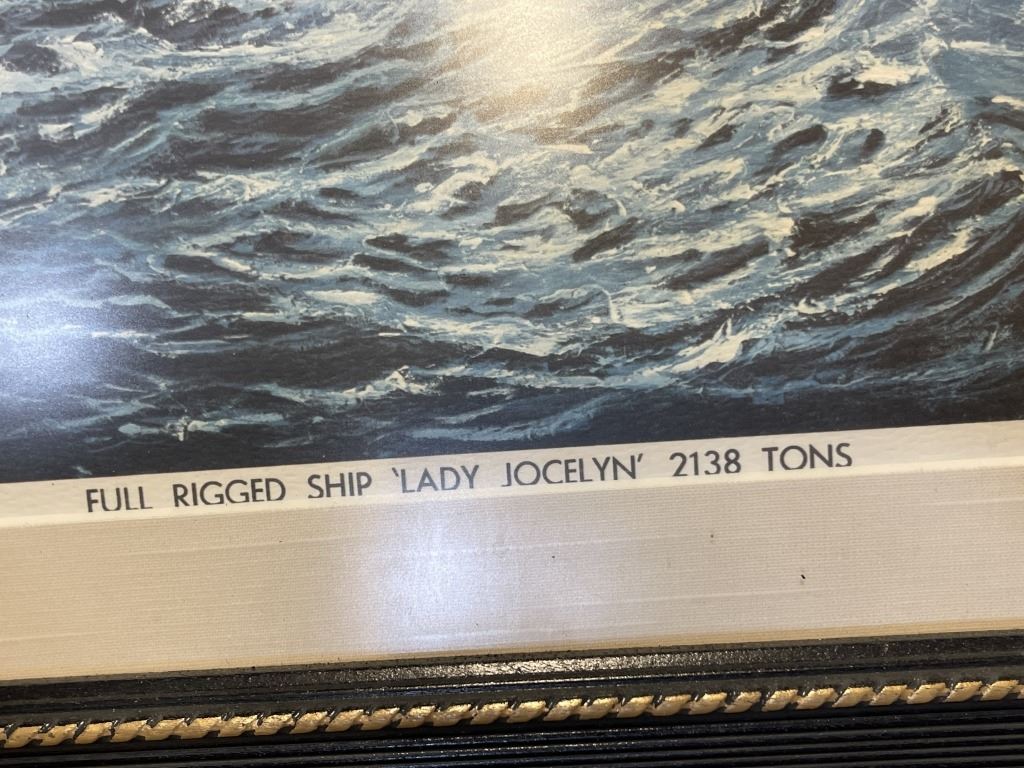 FULL RIGGED SHIP 'LADY JOCELYN' 2138 TONS